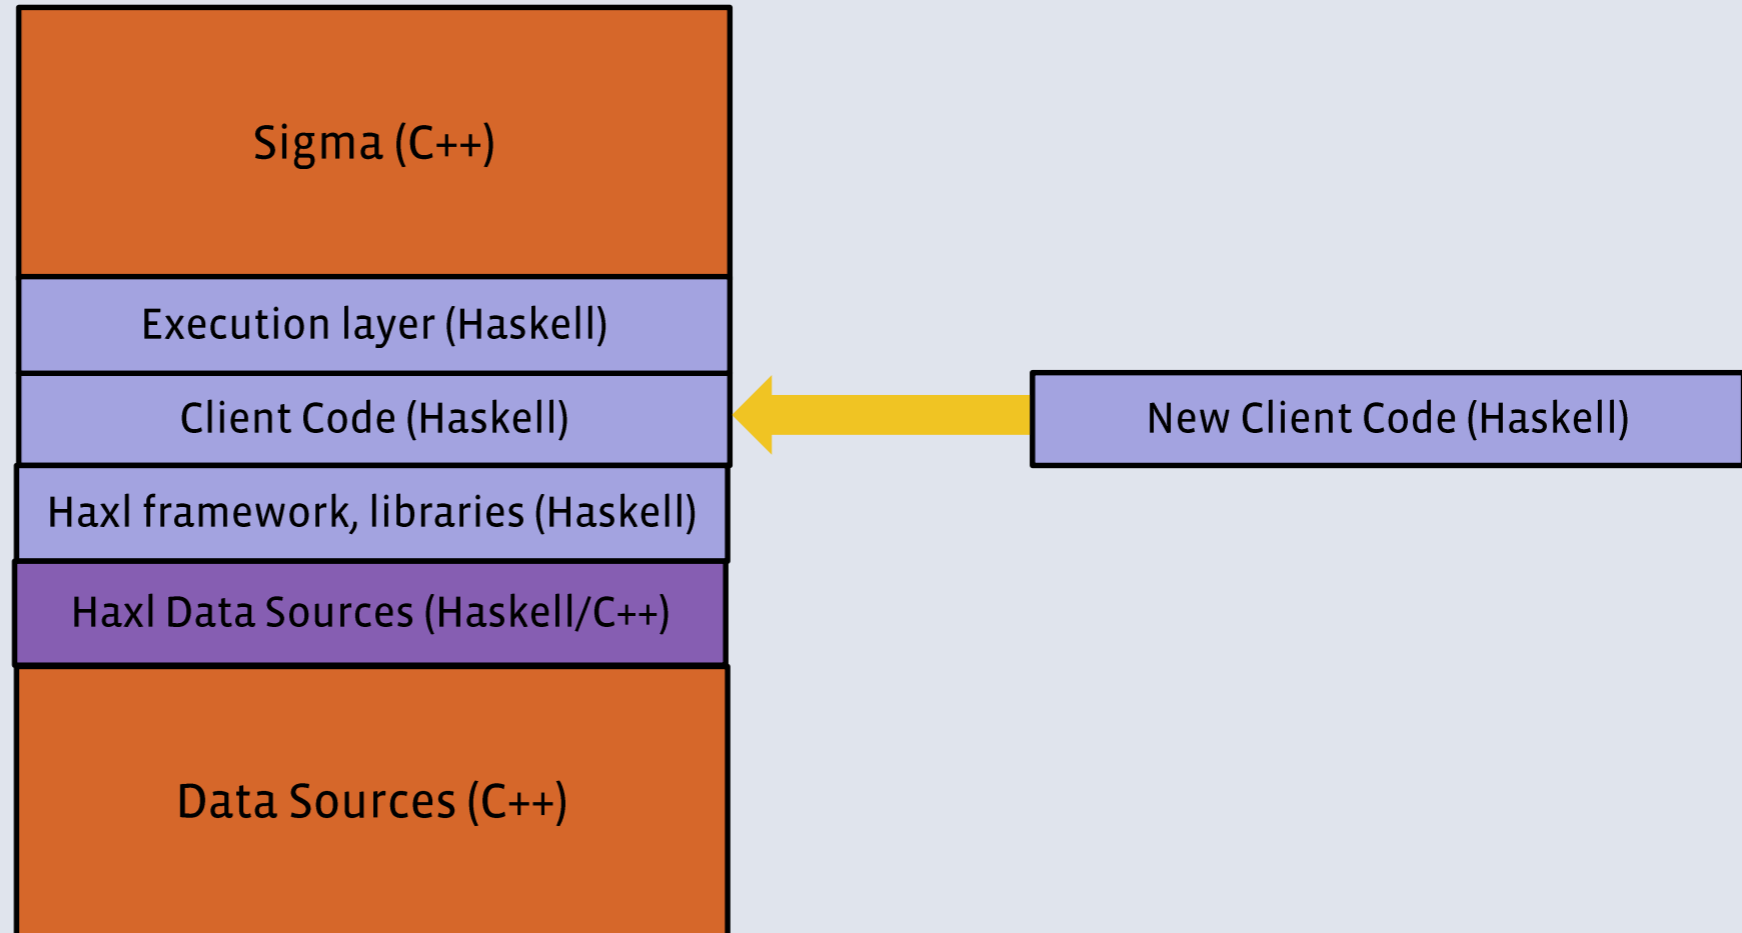 Sigma (C++)
Execution layer (Haskell)
Client Code (Haskell)
New Client Code (Haskell)
Haxl framework, libraries (Haskell)
Haxl Data Sources (Haskell/C++)
Data Sources (C++)